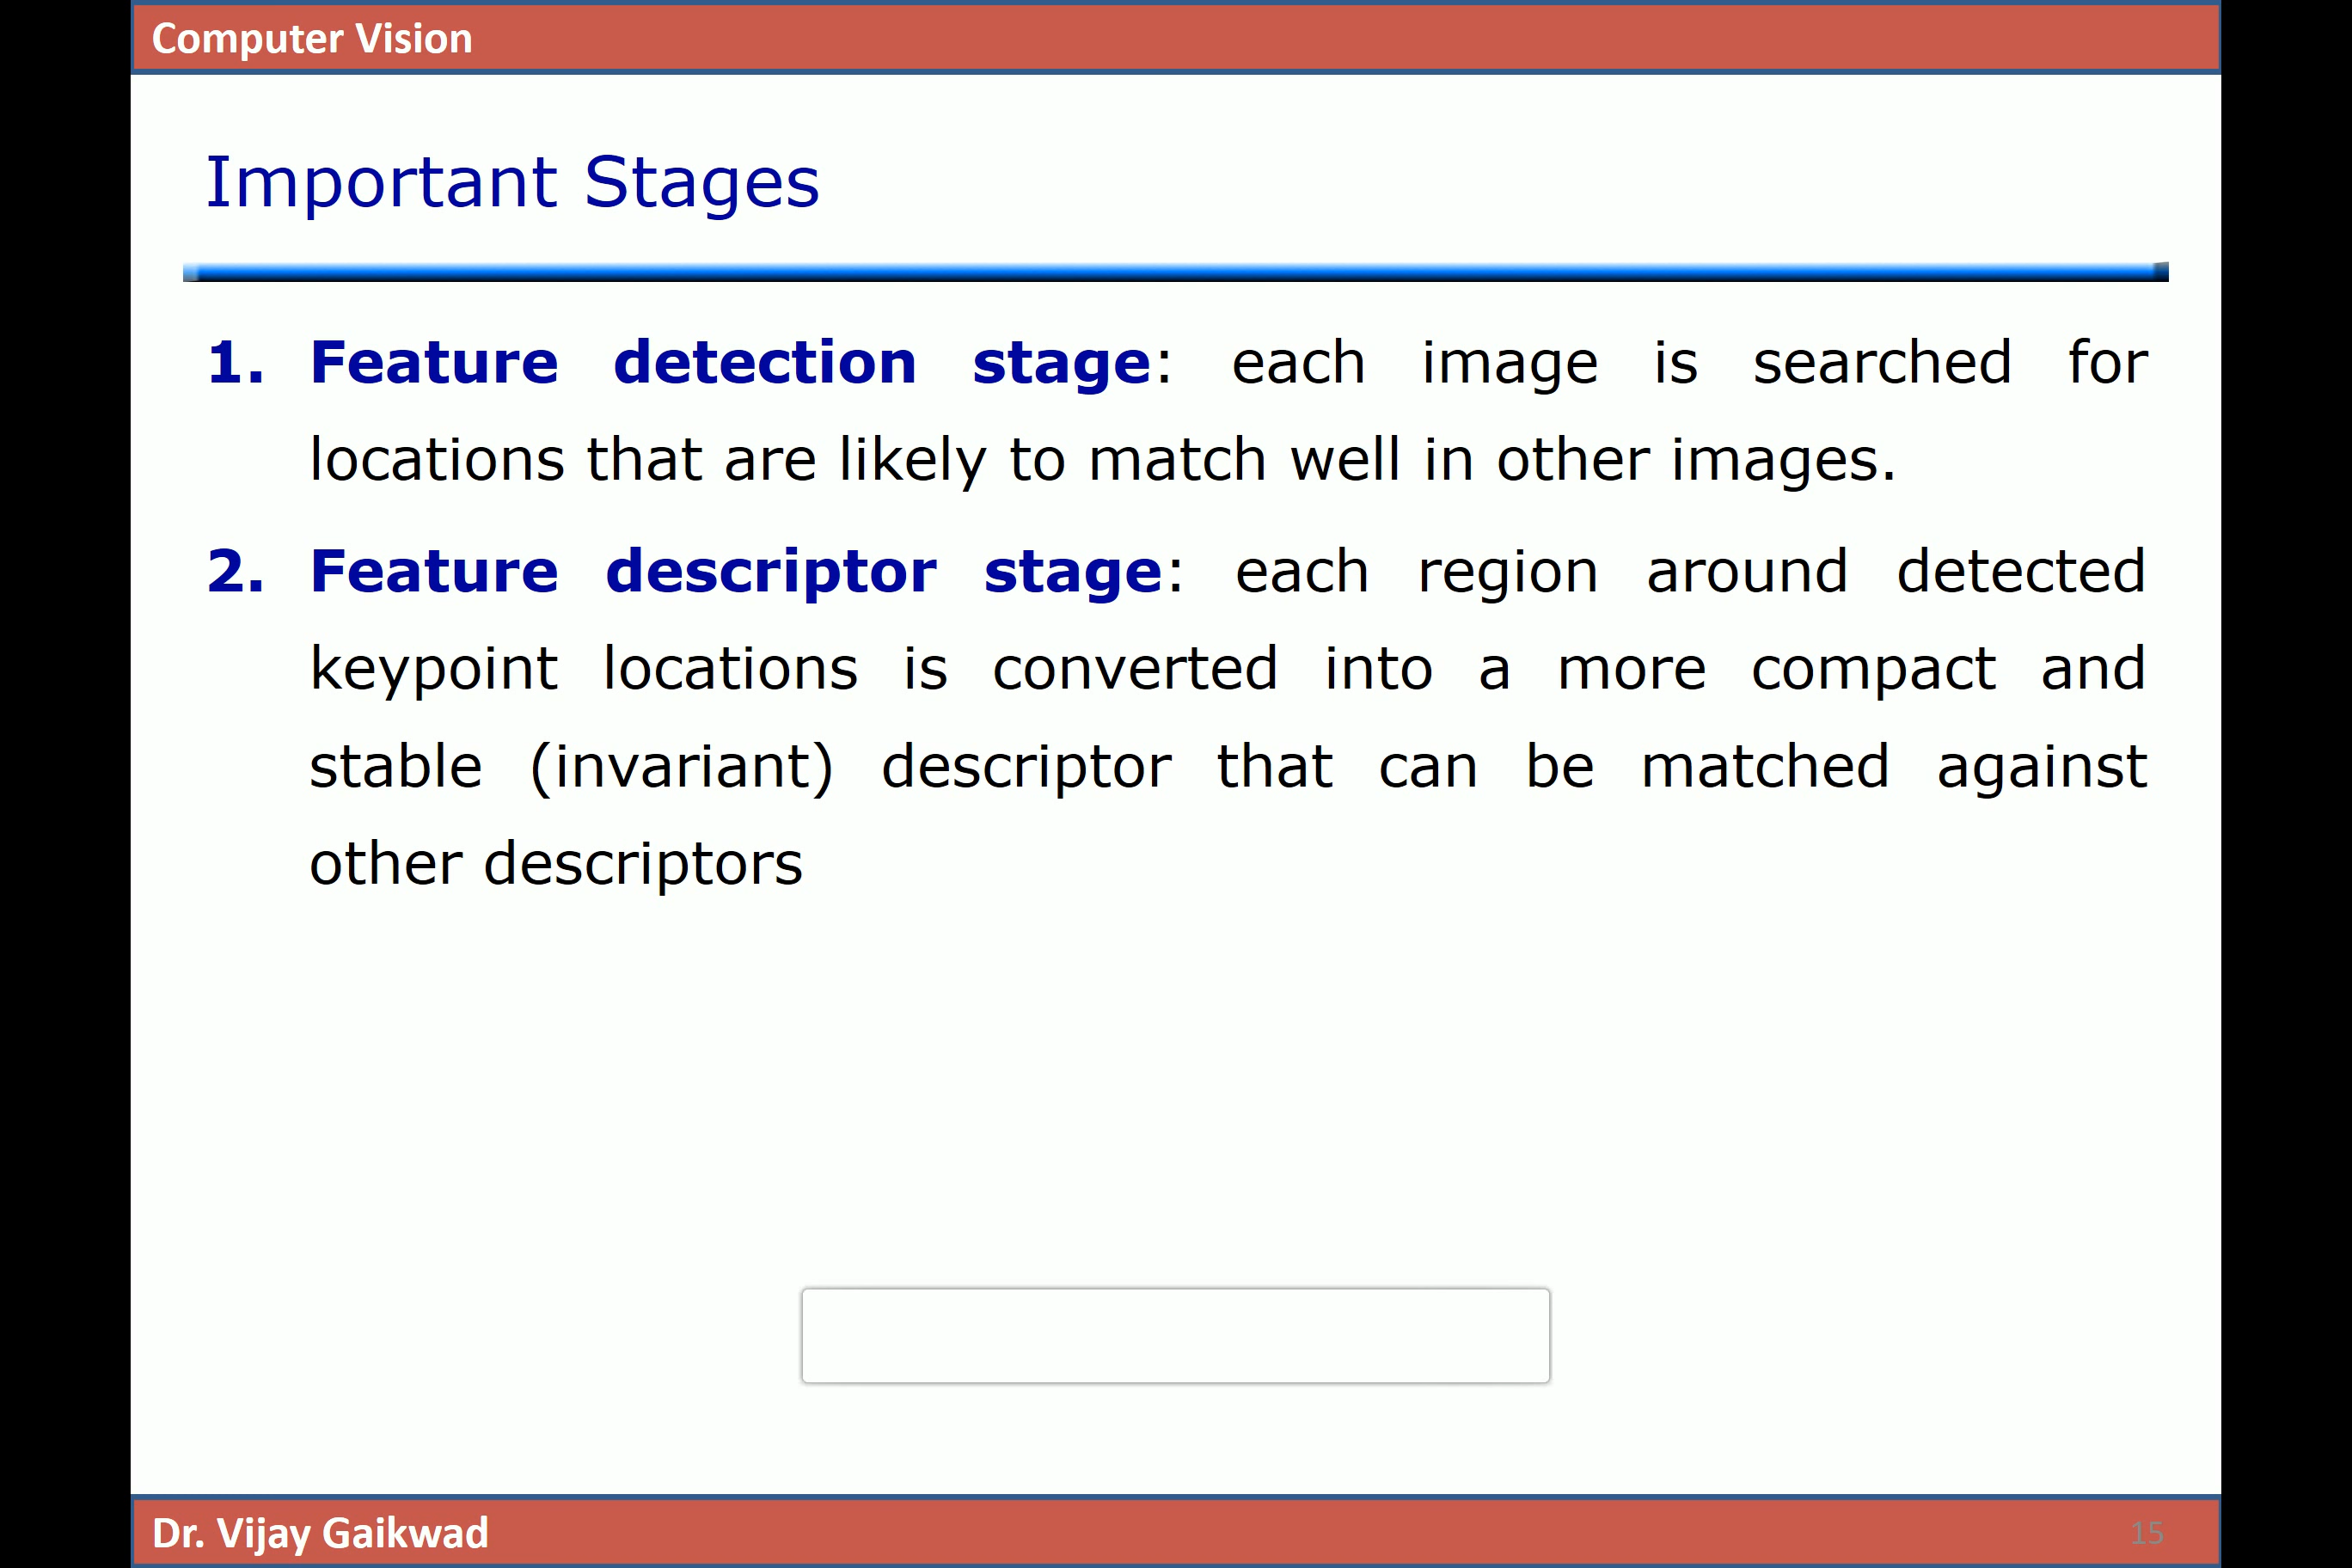 Computer Vision
Important Stages
1. Feature detection stage: each image is searched for
locations that are likely to match well in other images.
2. Feature descriptor stage: each region around detected
keypoint locations is converted into a more compact and
stable (invariant) descriptor that can be matched against
other descriptors
Dr. Vijay Gaikwad
15